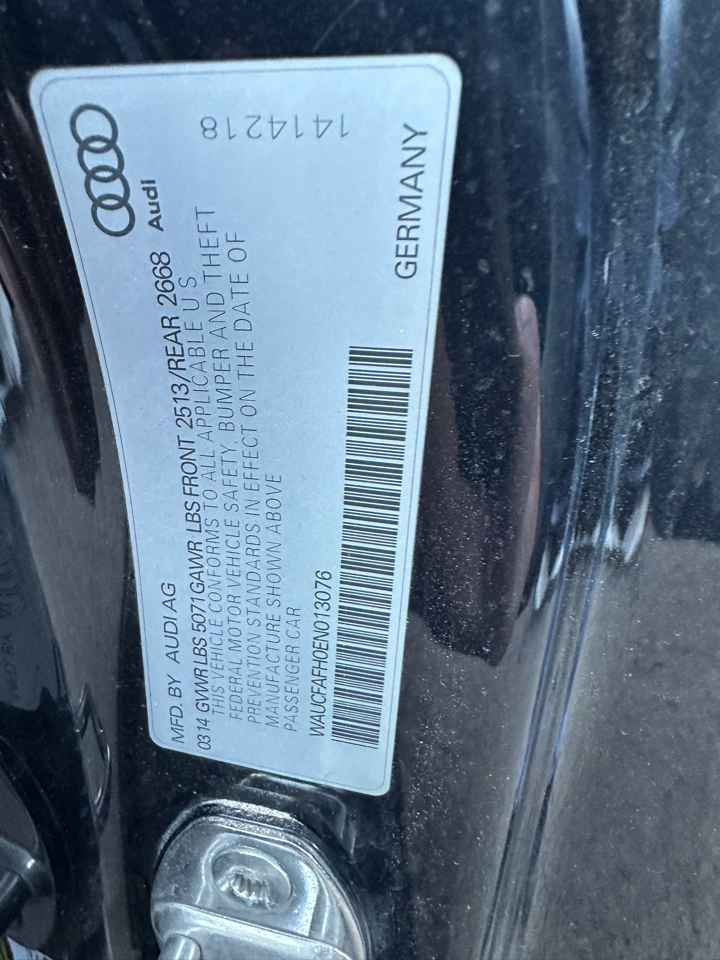 Audi
1414218
MFD. BY AUDI AG
0314 GWWR LBS 5071 GAWR LBS FRONT 2513/REAR 2668
THIS VEHICLE CONFORMS TO ALL APPLICABLE U.S
FEDERAL MOTOR VEHICLE SAFETY, BUMPER AND THEFT
PREVENTION STANDARDS IN EFFECT ON THE DATE OF
MANUFACTURE SHOWN ABOVE
PASSENGER CAR
WAUCFAFH0EN013076
GERMANY